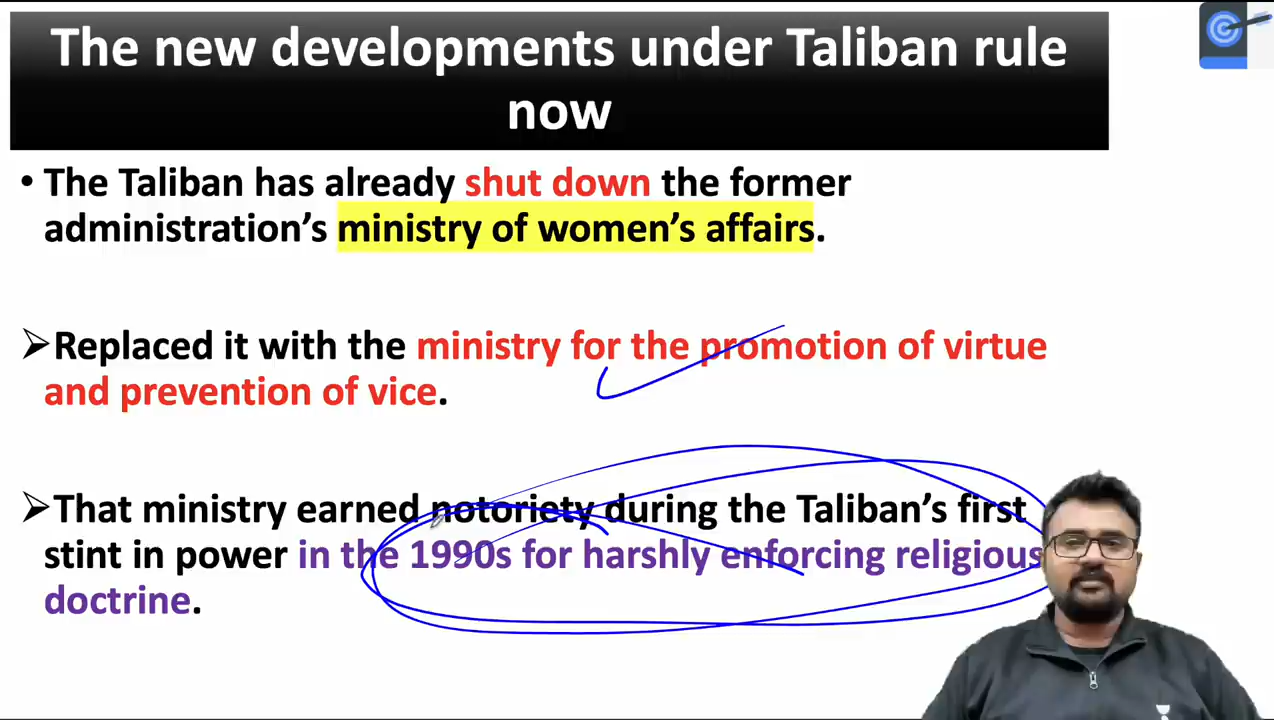 The new developments under Taliban rule
now
• The Taliban has already shut down the former
administration’s ministry of women’s affairs.
➢Replaced it with the ministry for the promotion of virtue
and prevention of vice.
➢That ministry earned notoriety during the Taliban’s first
stint in power in the 1990s for harshly enforcing religious
doctrine.